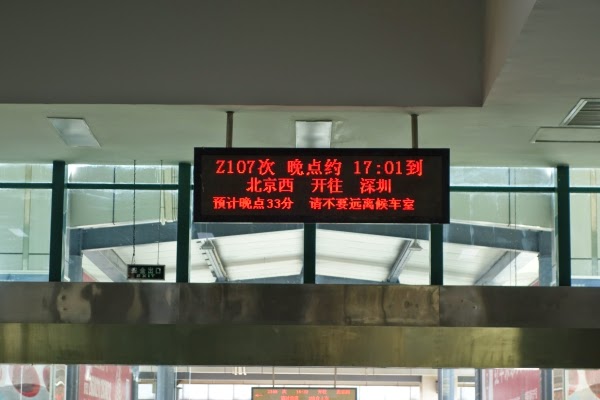 Z107次 晚点约 17:01到
北京西 开往 深圳
预计晚点33分 请不要远离候车室